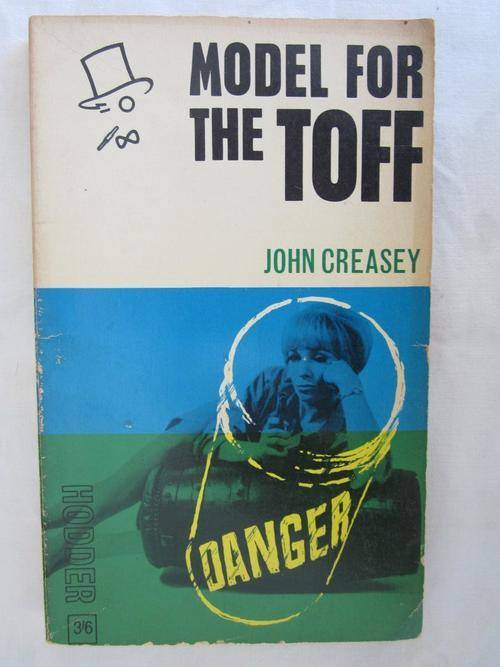 MODEL FOR
THE TOFF
JOHN CREASEY
DANGER
HODDER
3/6